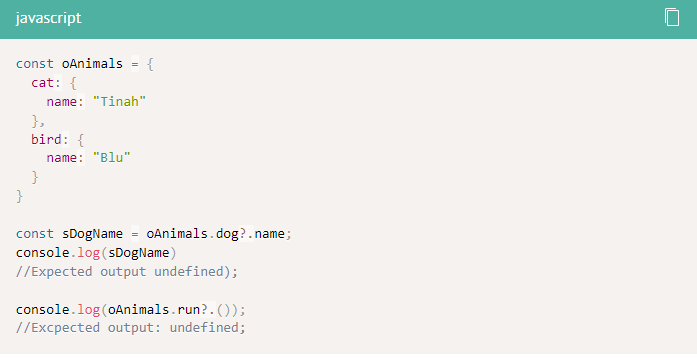 javascript
const oAnimals = {
  cat: {
    name: "Tinah"
  },
  bird: {
    name: "Blu"
  }
}
const sDogName = oAnimals.dog?.name;
console.log(sDogName)
//Expected output undefined);
console.log(oAnimals.run?.());
//Excpected output: undefined;